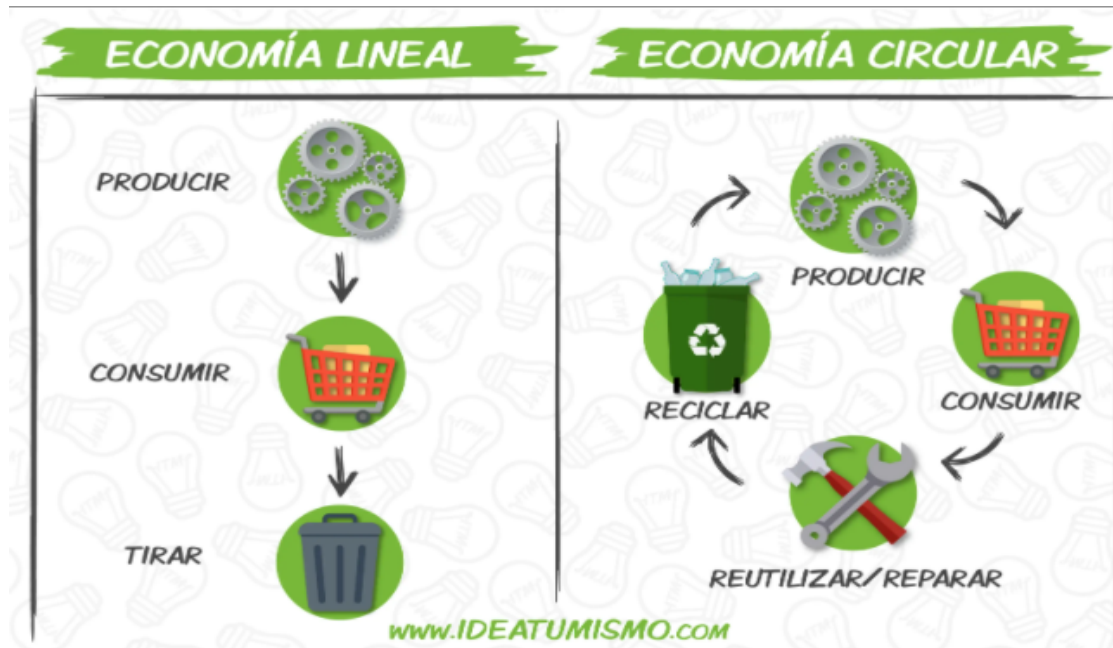 ECONOMÍA LINEAL
PRODUCIR
CONSUMIR
TIRAR
ECONOMÍA CIRCULAR
PRODUCIR
CONSUMIR
REUTILIZAR/REPARAR
RECICLAR
www.IDEATUMISMO.com